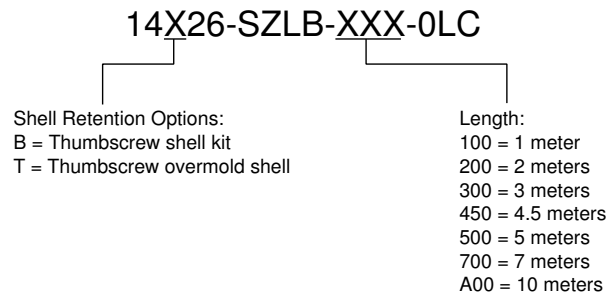 14X26-SZLB-XXX-0LC
Shell Retention Options:
B = Thumbscrew shell kit
T = Thumbscrew overmold shell
Length:
100 = 1 meter
200 = 2 meters
300 = 3 meters
450 = 4.5 meters
500 = 5 meters
700 = 7 meters
A00 = 10 meters